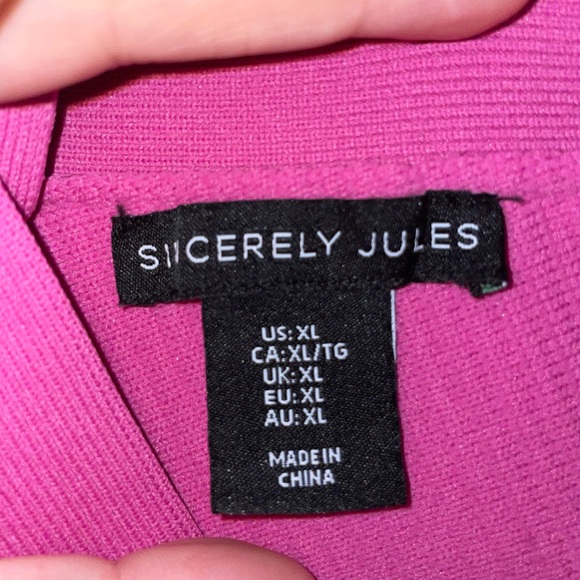 SINCERELY JULES
US: XL
CA: XL/TG
UK: XL
EU: XL
AU: XL
MADE IN
CHINA